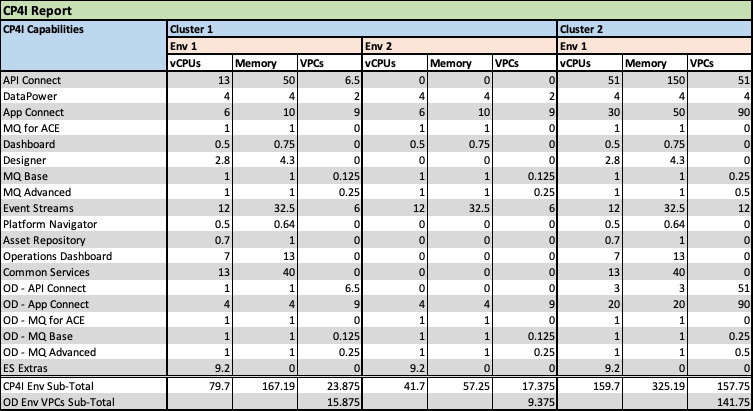 CP4I Report
CP4I Capabilities Cluster 1 Cluster 2
Env 1 Env 2 Env 1
vCPUs Memory VPCs vCPUs Memory VPCs vCPUs Memory VPCs
API Connect 13 50 6.5 0 0 0 51 150 51
DataPower 4 4 2 4 4 2 4 4 4
App Connect 6 10 9 6 10 9 30 50 90
MQ for ACE 1 1 0 1 1 0 1 1 0
Dashboard 0.5 0.75 0 0.5 0.75 0 0.5 0.75 0
Designer 2.8 4.3 0 0 0 0 2.8 4.3 0
MQ Base 1 1 0.125 1 1 0.125 1 1 0.25
MQ Advanced 1 1 0.25 1 1 0.25 1 1 0.5
Event Streams 12 32.5 6 12 32.5 6 12 32.5 12
Platform Navigator 0.5 0.64 0 0 0 0.5 0.64 0
Asset Repository 0.7 1 0 0 0 0.7 1 0
Operations Dashboard 7 13 0 0 0 7 13 0
Common Services 13 40 0 0 0 13 40 0
OD - API Connect 1 1 6.5 0 0 0 3 3 51
OD - App Connect 4 4 9 4 4 9 20 20 90
OD - MQ for ACE 1 1 0 1 1 0 1 1 0
OD - MQ Base 1 1 0.125 1 1 0.125 1 1 0.25
OD - MQ Advanced 1 1 0.25 1 1 0.25 1 1 0.5
ES Extras 9.2 0 0 9.2 0 0 9.2 0 0
CP4I Env Sub-Total 79.7 167.19 23.875 41.7 57.25 17.375 159.7 325.19 157.75
OD Env VPCs Sub-Total 15.875 9.375 141.75